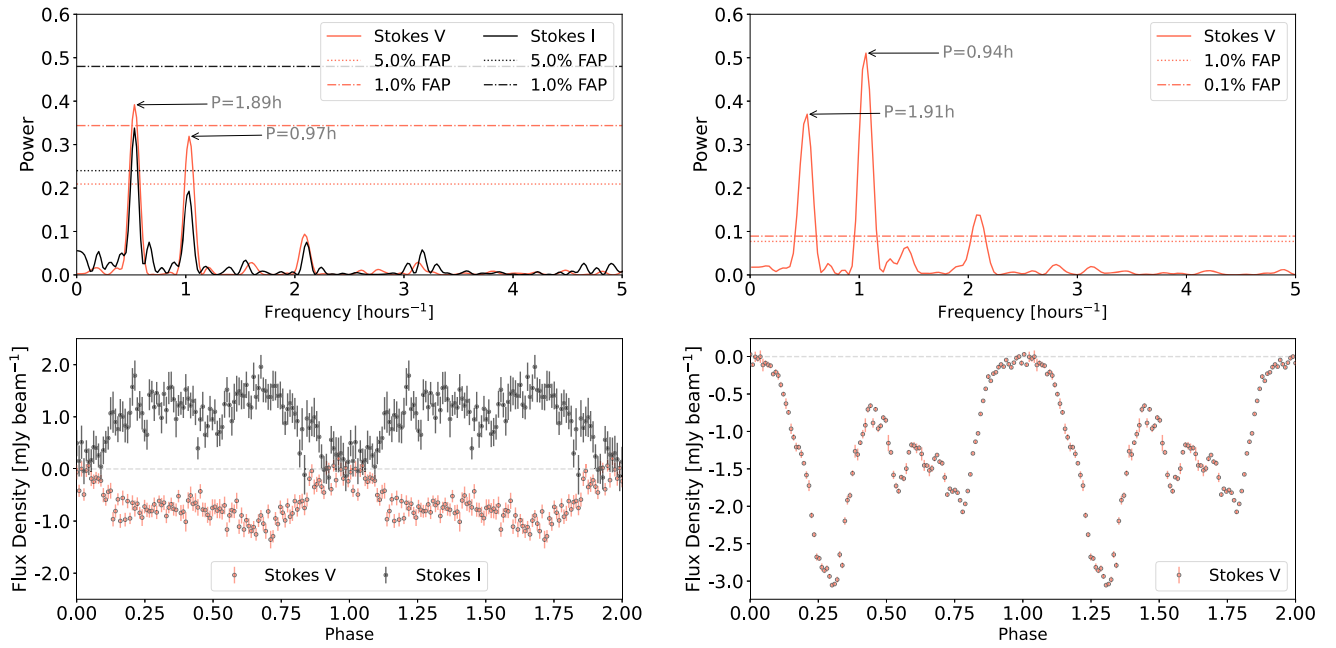 0.6
0.5
0.4
0.3
0.2
0.1
0.0
Power
Stokes V
5.0% FAP
1.0% FAP
Stokes I
5.0% FAP
1.0% FAP
P=1.89h
P=0.97h
0 1 2 3 4 5
Frequency [hours⁻¹]
0.6
0.5
0.4
0.3
0.2
0.1
0.0
Power
Stokes V
1.0% FAP
0.1% FAP
P=0.94h
P=1.91h
0 1 2 3 4 5
Frequency [hours⁻¹]
2.0
1.0
0.0
-1.0
-2.0
Flux Density [mJy beam⁻¹]
Stokes V Stokes I
0.00 0.25 0.50 0.75 1.00 1.25 1.50 1.75 2.00
Phase
0.0
-0.5
-1.0
-1.5
-2.0
-2.5
-3.0
Flux Density [mJy beam⁻¹]
Stokes V
0.00 0.25 0.50 0.75 1.00 1.25 1.50 1.75 2.00
Phase